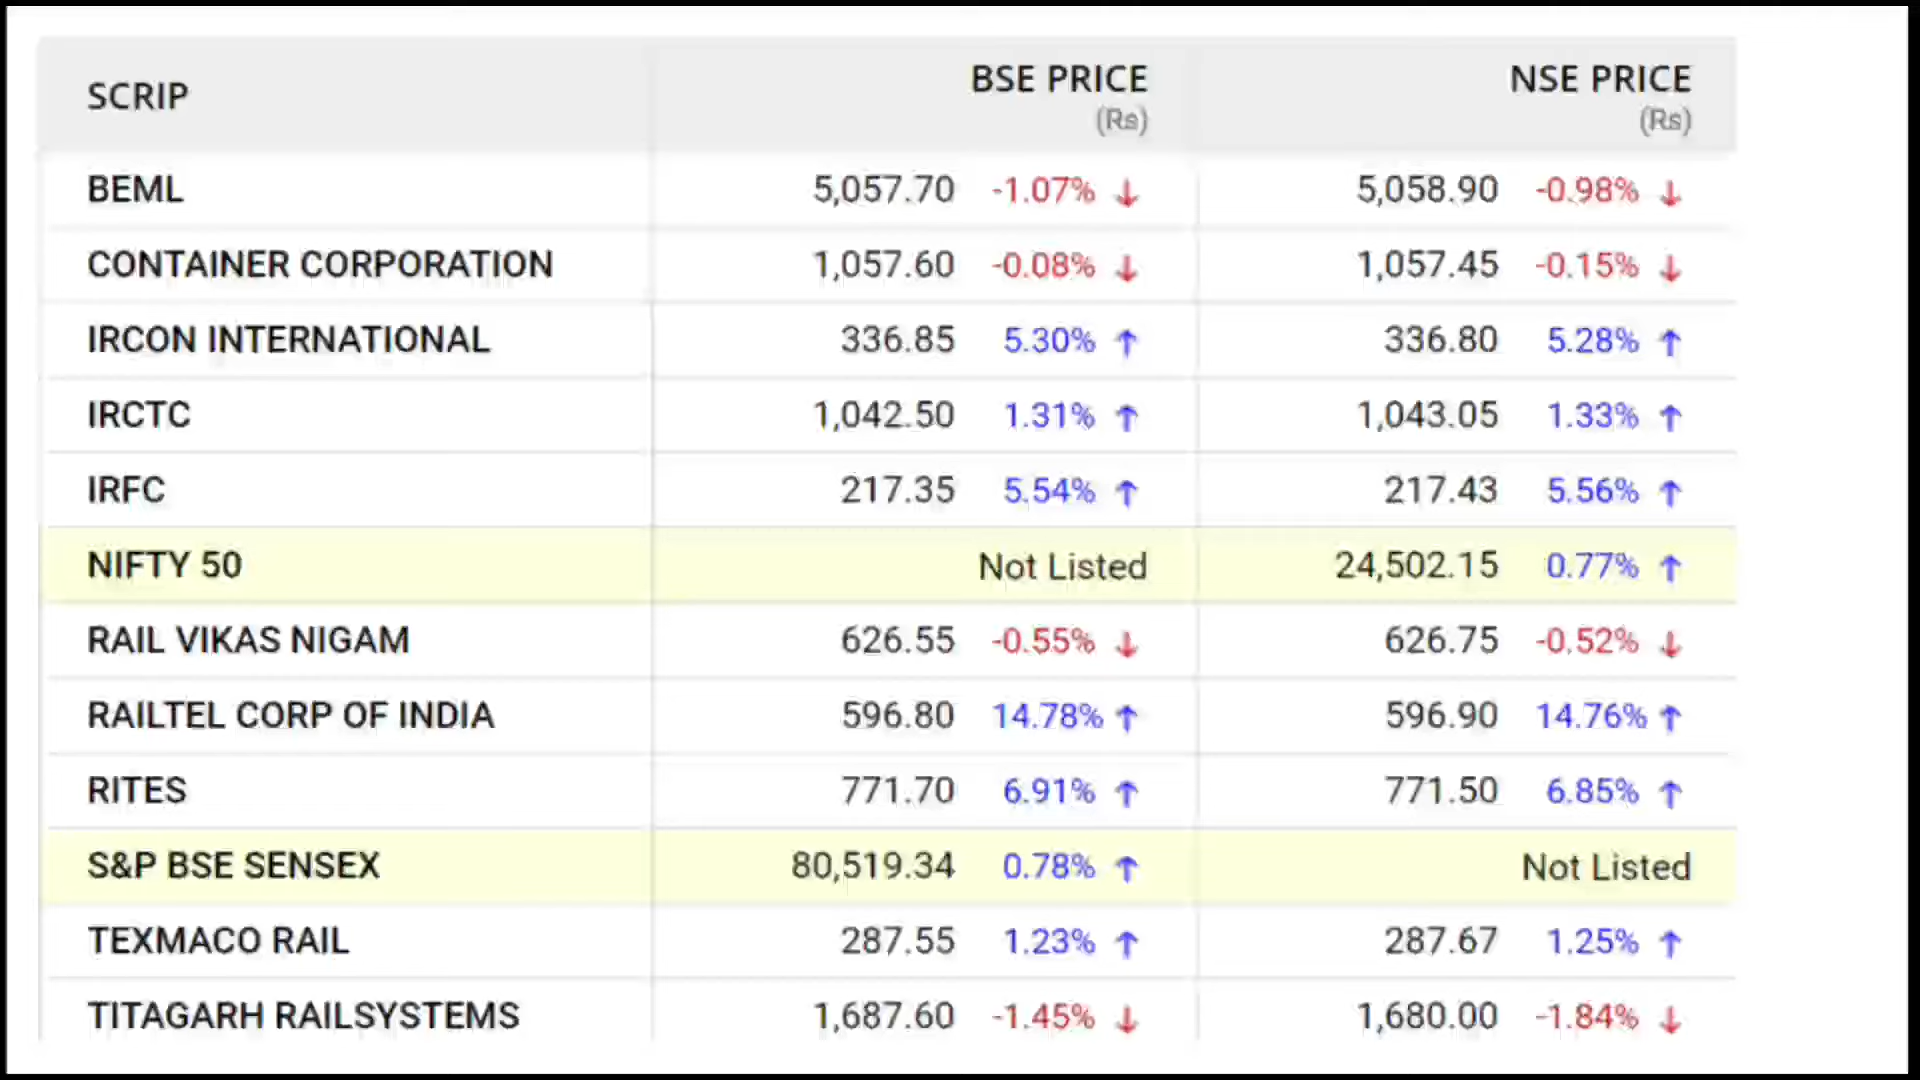 SCRIP BSE PRICE (Rs) NSE PRICE (Rs)
BEML 5,057.70 -1.07% ↓ 5,058.90 -0.98% ↓
CONTAINER CORPORATION 1,057.60 -0.08% ↓ 1,057.45 -0.15% ↓
IRCON INTERNATIONAL 336.85 5.30% ↑ 336.80 5.28% ↑
IRCTC 1,042.50 1.31% ↑ 1,043.05 1.33% ↑
IRFC 217.35 5.54% ↑ 217.43 5.56% ↑
NIFTY 50 Not Listed 24,502.15 0.77% ↑
RAIL VIKAS NIGAM 626.55 -0.55% ↓ 626.75 -0.52% ↓
RAILTEL CORP OF INDIA 596.80 14.78% ↑ 596.90 14.76% ↑
RITES 771.70 6.91% ↑ 771.50 6.85% ↑
S&P BSE SENSEX 80,519.34 0.78% ↑ Not Listed
TEXMACO RAIL 287.55 1.23% ↑ 287.67 1.25% ↑
TITAGARH RAILSYSTEMS 1,687.60 -1.45% ↓ 1,680.00 -1.84% ↓